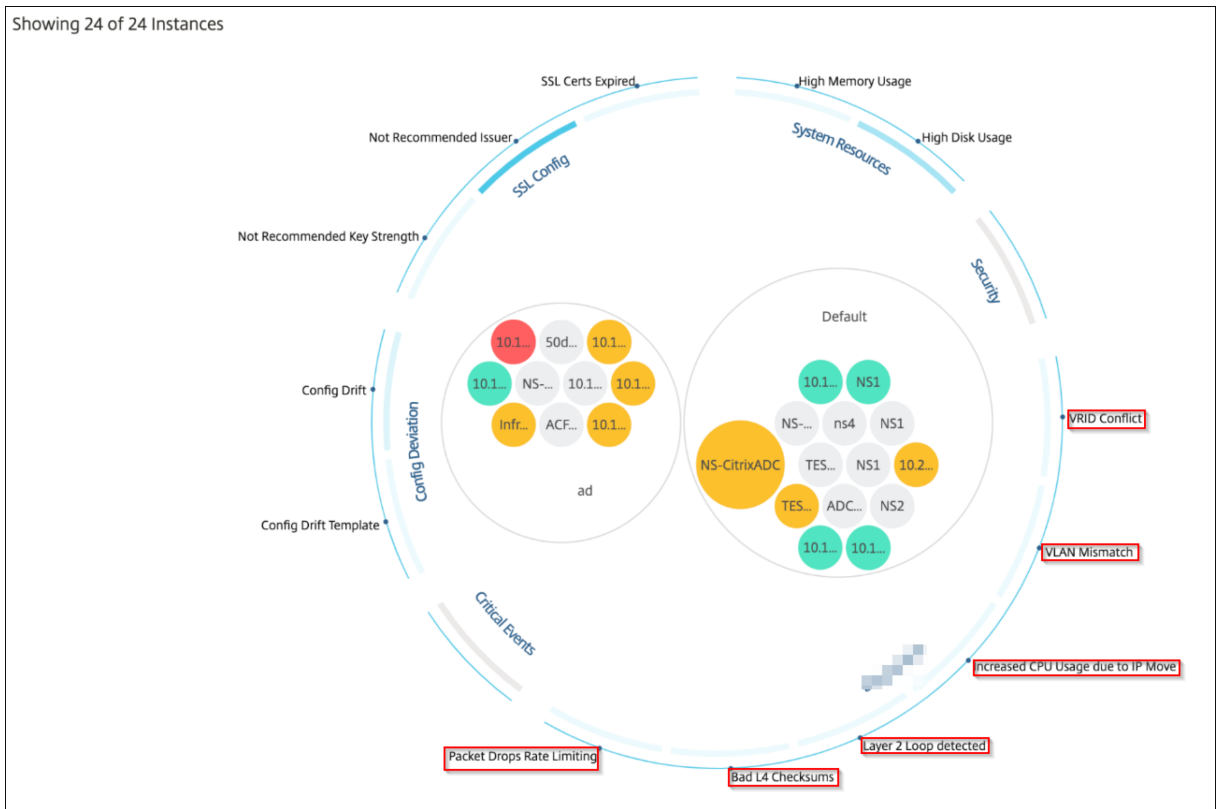 Showing 24 of 24 Instances
SSL Certs Expired
High Memory Usage
Not Recommended Issuer
System Resources
High Disk Usage
SSL Config
Not Recommended Key Strength
Security
Default
10.1...
50d...
10.1...
10.1...
NS-...
10.1...
10.1...
Infr...
ACF...
10.1...
ad
10.1...
NS1
NS-...
ns4
NS1
NS-CitrixADC
TES...
NS1
10.2...
TES...
ADC...
NS2
10.1...
10.1...
Config Drift
Config Deviation
VRID Conflict
Config Drift Template
VLAN Mismatch
Critical Events
Increased CPU Usage due to IP Move
Packet Drops Rate Limiting
Layer 2 Loop detected
Bad L4 Checksums